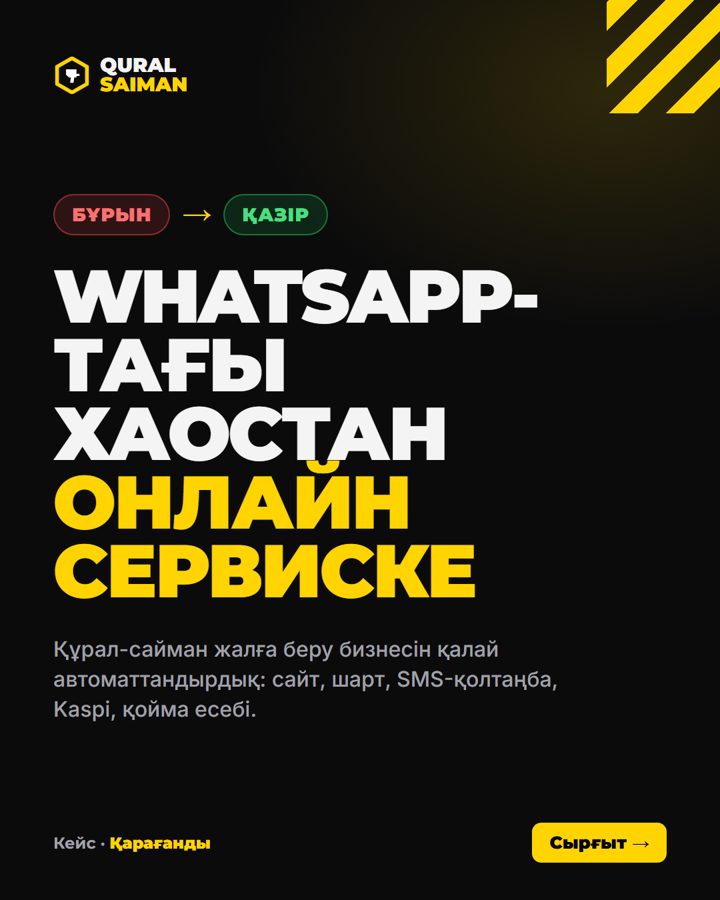 QURAL
SAIMAN
БҰРЫН → ҚАЗІР
WHATSAPP-
ТАҒЫ
ХАОСТАН
ОНЛАЙН
СЕРВИСКЕ
Құрал-сайман жалға беру бизнесін қалай
автоматтандырдық: сайт, шарт, SMS-қолтаңба,
Kaspi, қойма есебі.
Кейс · Қарағанды
Сырғыт →